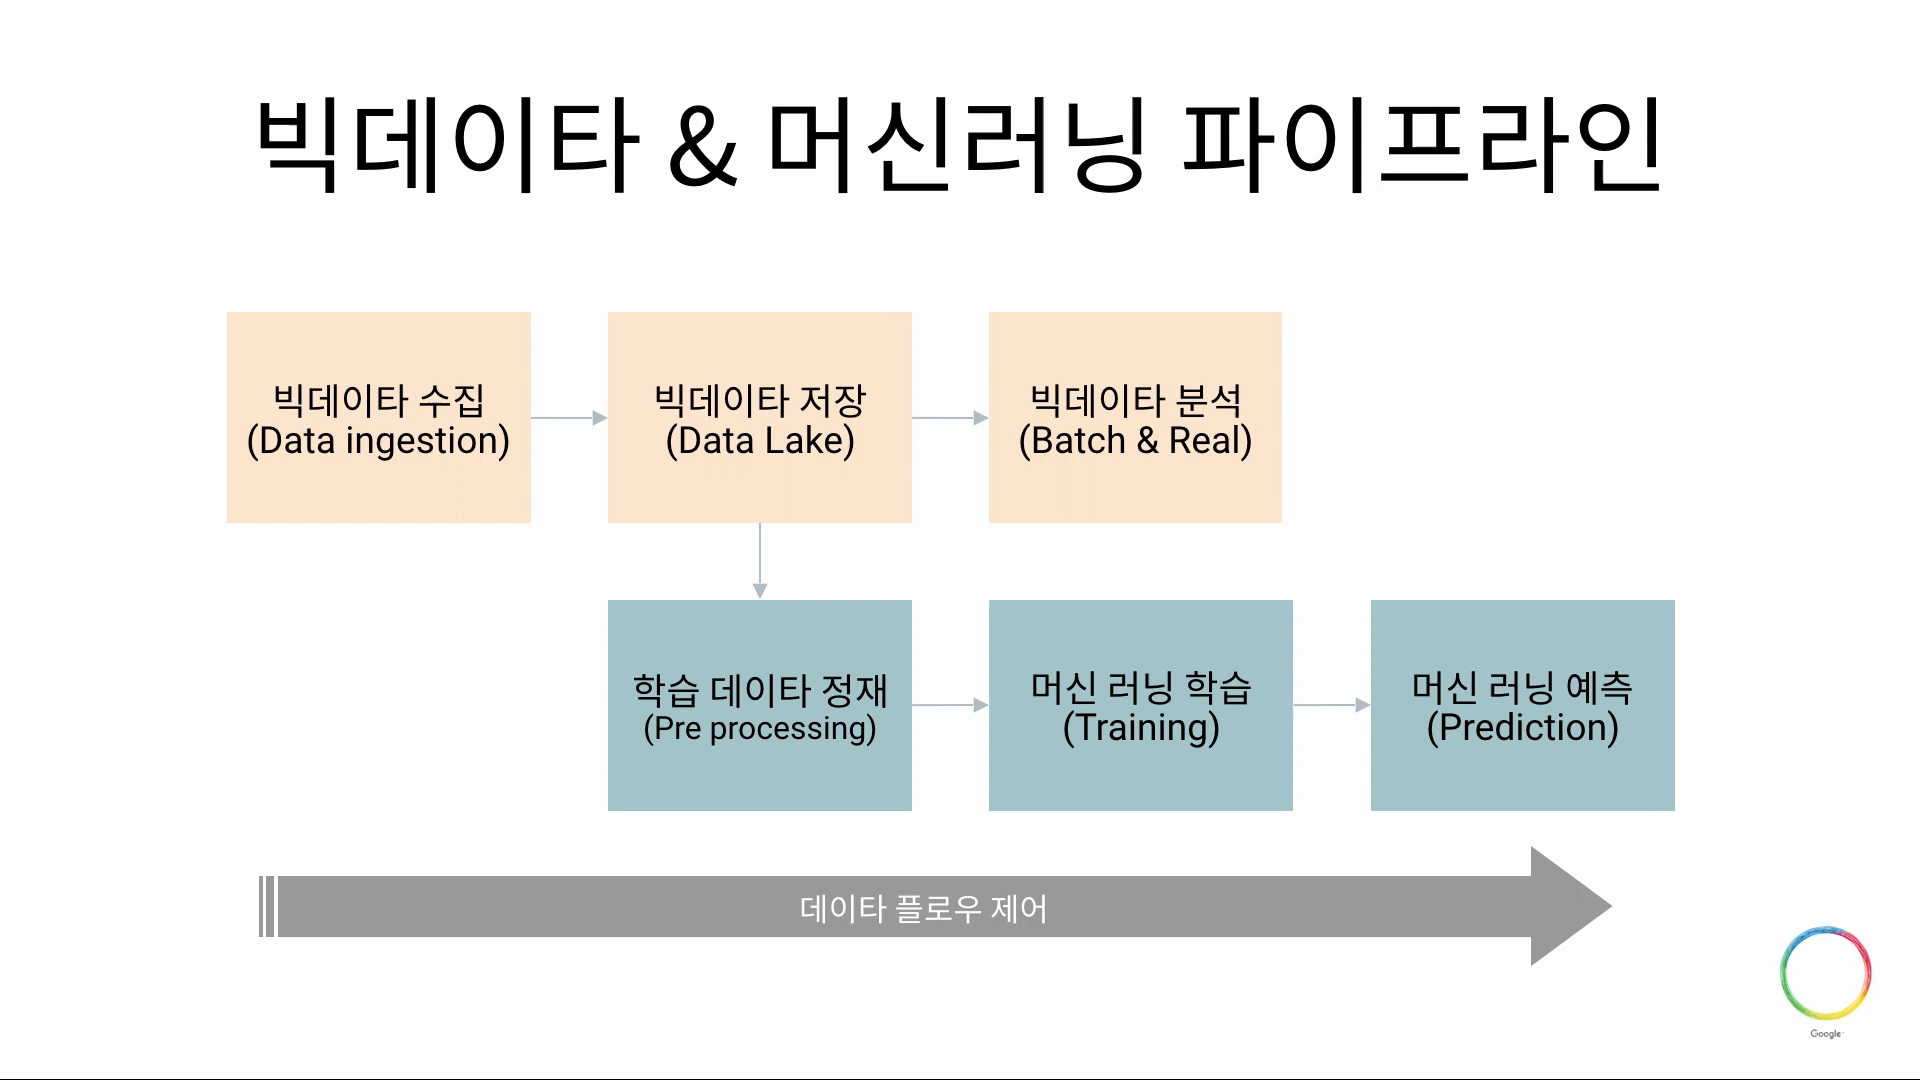 빅데이타 & 머신러닝 파이프라인
빅데이타 수집
(Data ingestion)
빅데이타 저장
(Data Lake)
빅데이타 분석
(Batch & Real)
학습 데이타 정재
(Pre processing)
머신 러닝 학습
(Training)
머신 러닝 예측
(Prediction)
데이타 플로우 제어
Google